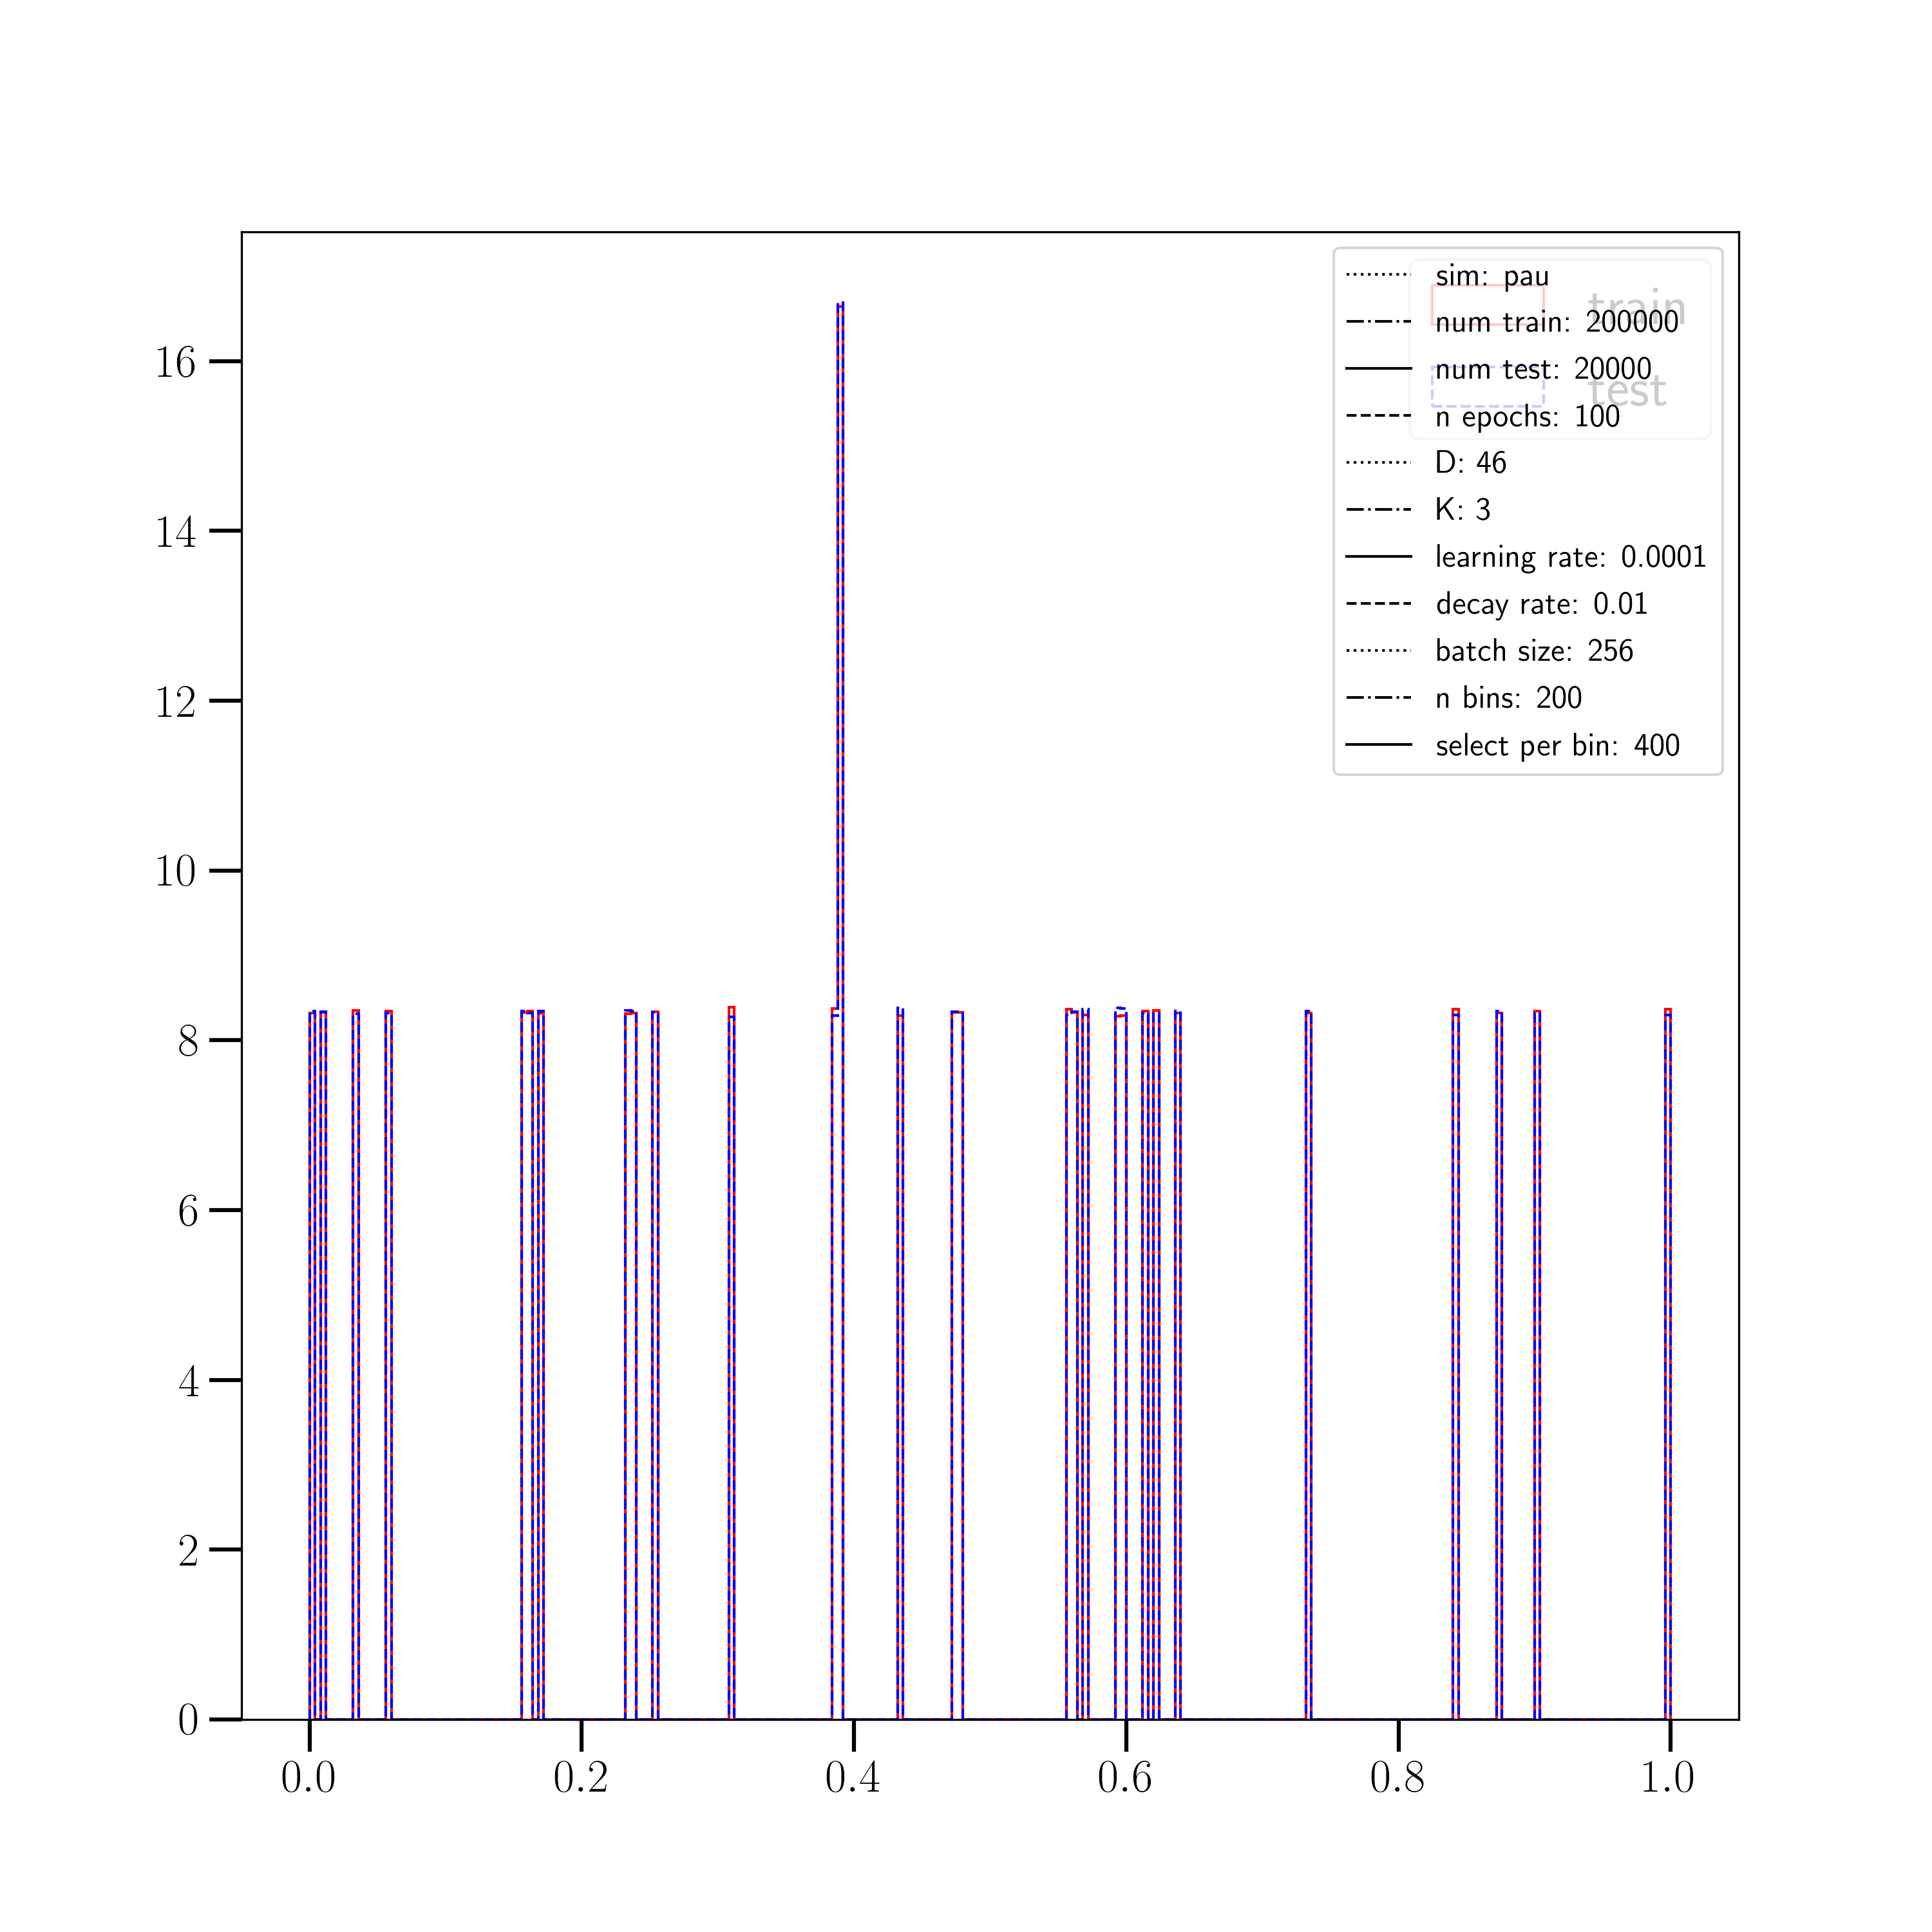 sim: pau
train
num train: 200000
num test: 20000
test
n epochs: 100
D: 46
K: 3
learning rate: 0.0001
decay rate: 0.01
batch size: 256
n bins: 200
select per bin: 400
16
14
12
10
8
6
4
2
0
0.0 0.2 0.4 0.6 0.8 1.0